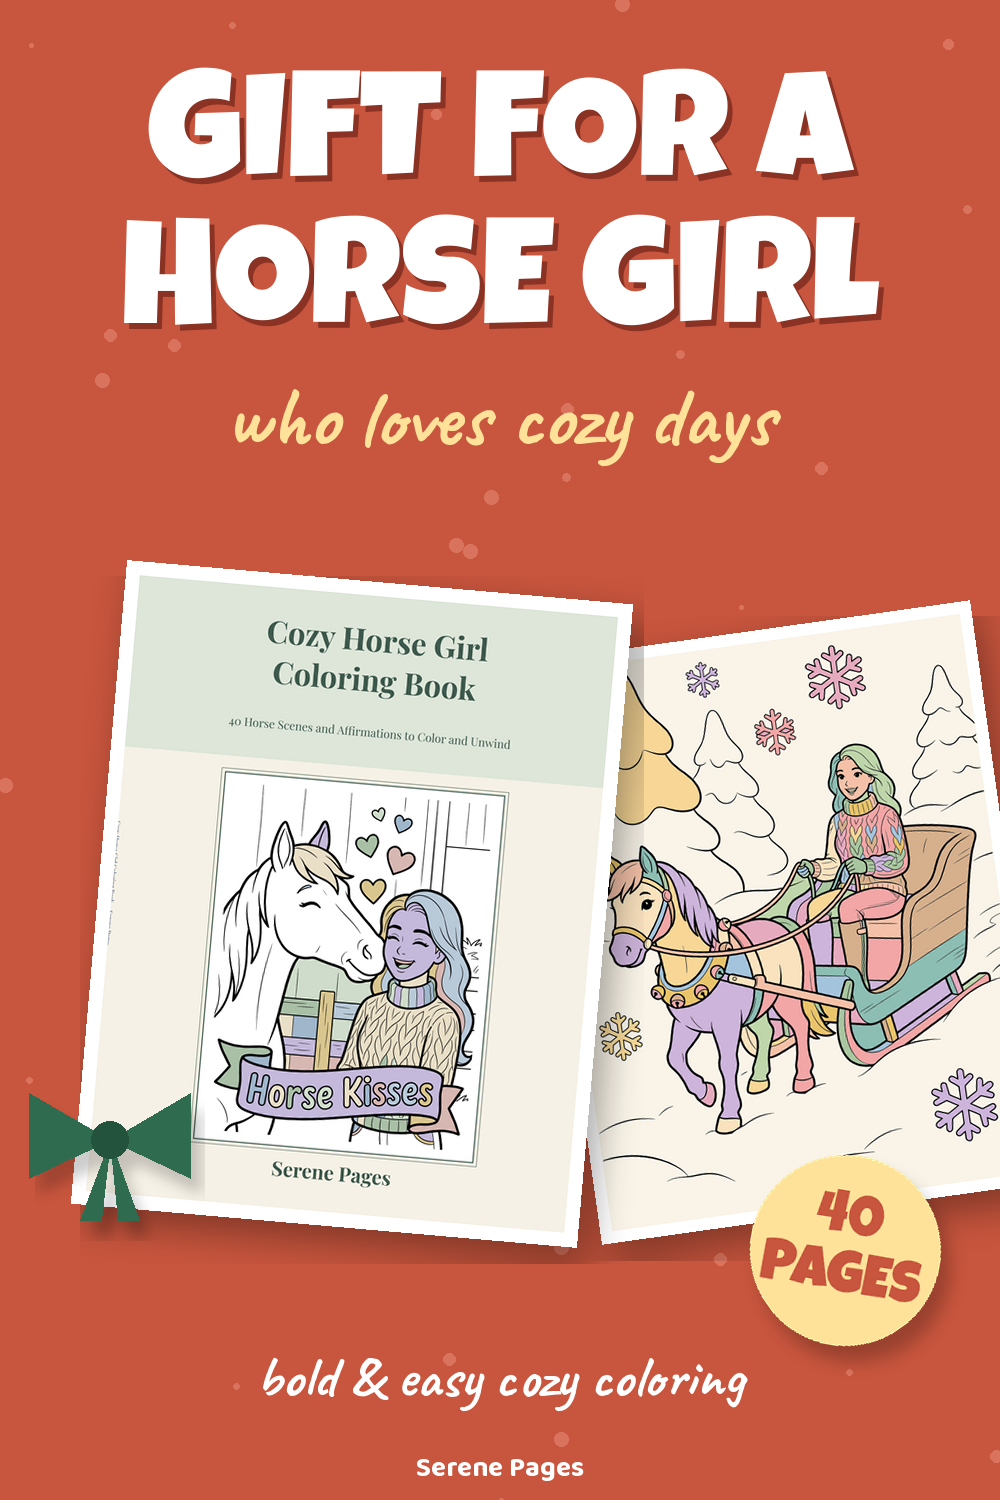 GIFT FOR A
HORSE GIRL
who loves cozy days
Cozy Horse Girl
Coloring Book
40 Horse Scenes and Affirmations to Color and Unwind
Horse Kisses
Serene Pages
40
PAGES
bold & easy cozy coloring
Serene Pages